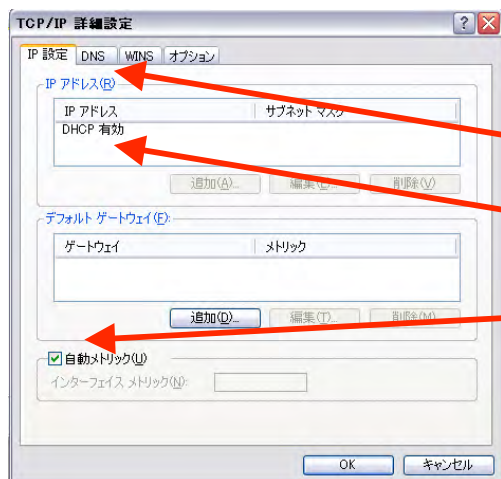 TCP/IP 詳細設定
IP 設定 DNS WINS オプション
IP アドレス(R)
IP アドレス サブネット マスク
DHCP 有効
追加(A)... 編集(E)... 削除(V)
デフォルト ゲートウェイ(F):
ゲートウェイ メトリック
追加(D)... 編集(T)... 削除(M)
自動メトリック(U)
インターフェイス メトリック(N):
OK キャンセル